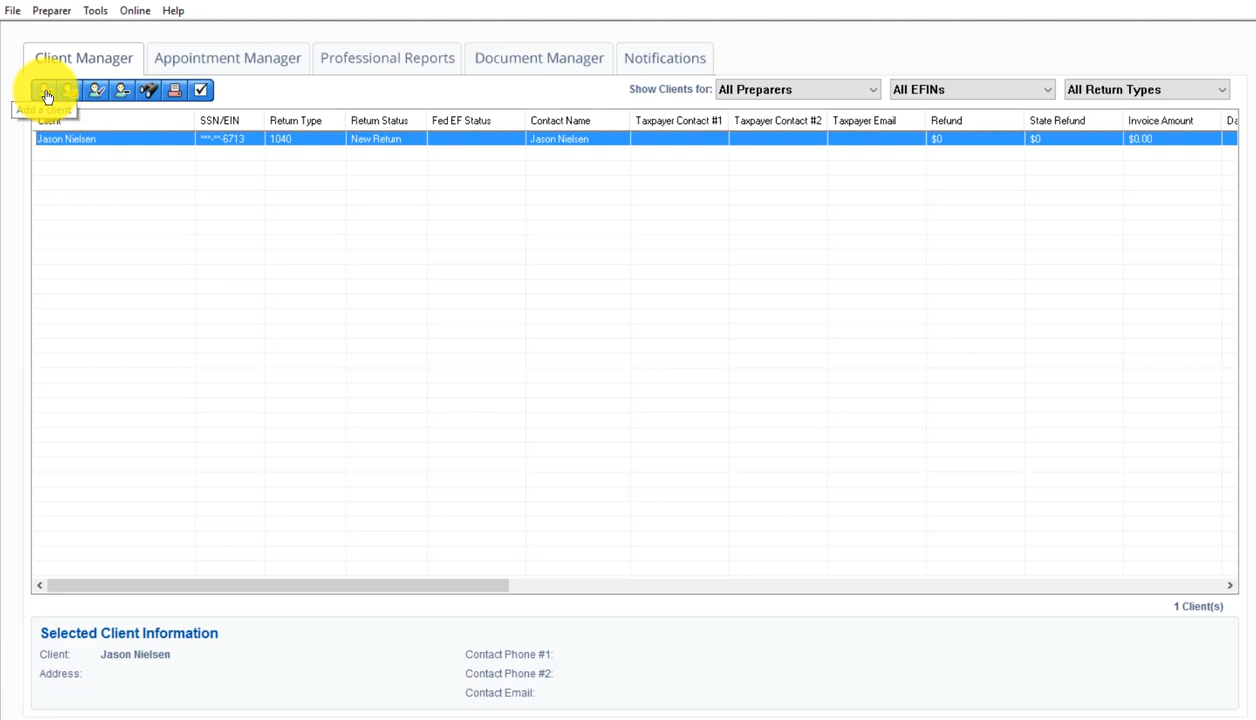 File Preparer Tools Online Help
Client Manager Appointment Manager Professional Reports Document Manager Notifications
Show Clients for: All Preparers All EFINs All Return Types
Add a client
Client SSN/EIN Return Type Return Status Fed EF Status Contact Name Taxpayer Contact #1 Taxpayer Contact #2 Taxpayer Email Refund State Refund Invoice Amount Da
Jason Nielsen ***-**-6713 1040 New Return Jason Nielsen $0 $0 $0.00
1 Client(s)
Selected Client Information
Client: Jason Nielsen Contact Phone #1:
Address: Contact Phone #2:
Contact Email: